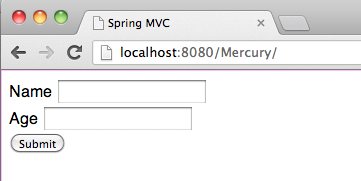 Spring MVC
localhost:8080/Mercury/
Name
Age
Submit